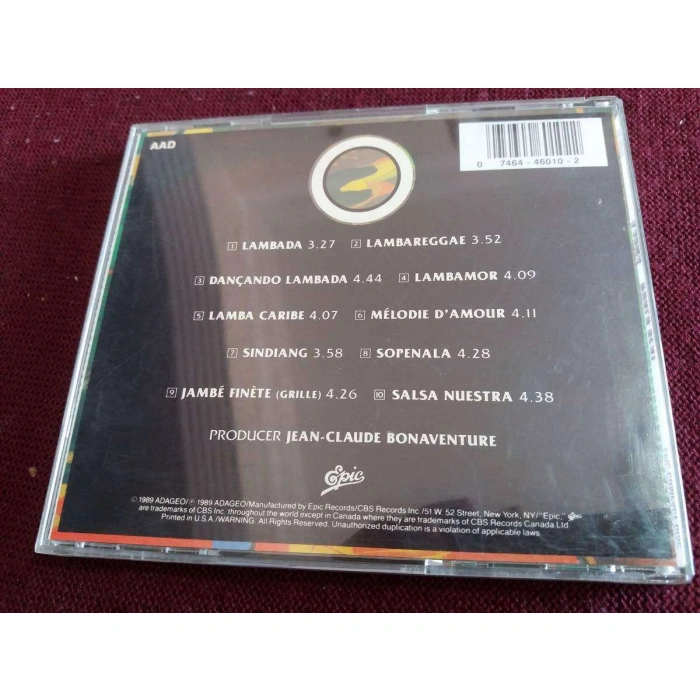 AAD
0 7464-46010-2
1 LAMBADA 3.27 2 LAMBAREGGAE 3.52
3 DANÇANDO LAMBADA 4.44 4 LAMBAMOR 4.09
5 LAMBA CARIBE 4.07 6 MÉLODIE D'AMOUR 4.11
7 SINDIANG 3.58 8 SOPENALA 4.28
9 JAMBÉ FINÈTE (GRILLE) 4.26 10 SALSA NUESTRA 4.38
PRODUCER JEAN-CLAUDE BONAVENTURE
Epic
© 1989 ADAGEO/℗ 1989 ADAGEO/Manufactured by Epic Records/CBS Records Inc./51 W. 52 Street, New York, NY/"Epic,"
are trademarks of CBS Inc. throughout the world except in Canada where they are trademarks of CBS Records Canada Ltd.
Printed in U.S.A./WARNING: All Rights Reserved. Unauthorized duplication is a violation of applicable laws.